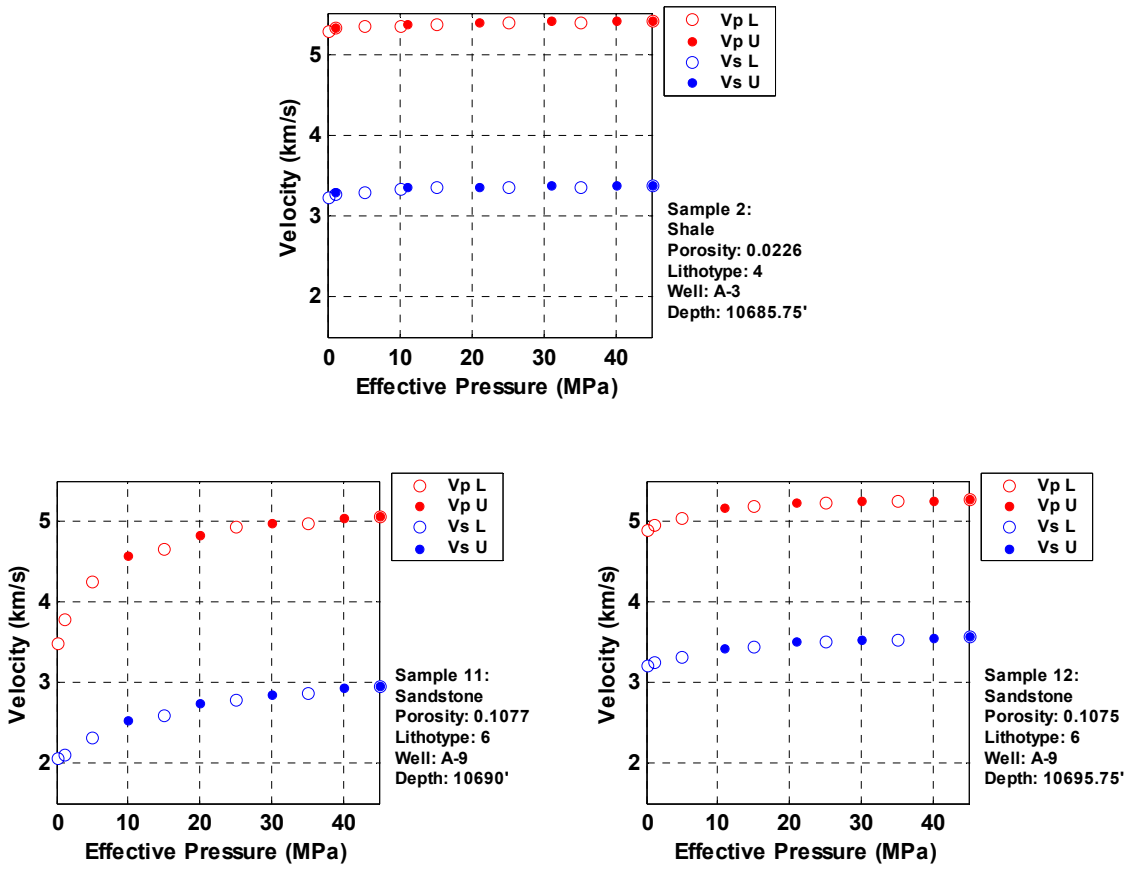 Vp L
Vp U
Vs L
Vs U
5
4
3
2
Velocity (km/s)
0 10 20 30 40
Effective Pressure (MPa)
Sample 2:
Shale
Porosity: 0.0226
Lithotype: 4
Well: A-3
Depth: 10685.75'
Vp L
Vp U
Vs L
Vs U
5
4
3
2
Velocity (km/s)
0 10 20 30 40
Effective Pressure (MPa)
Sample 11:
Sandstone
Porosity: 0.1077
Lithotype: 6
Well: A-9
Depth: 10690'
Vp L
Vp U
Vs L
Vs U
5
4
3
2
Velocity (km/s)
0 10 20 30 40
Effective Pressure (MPa)
Sample 12:
Sandstone
Porosity: 0.1075
Lithotype: 6
Well: A-9
Depth: 10695.75'